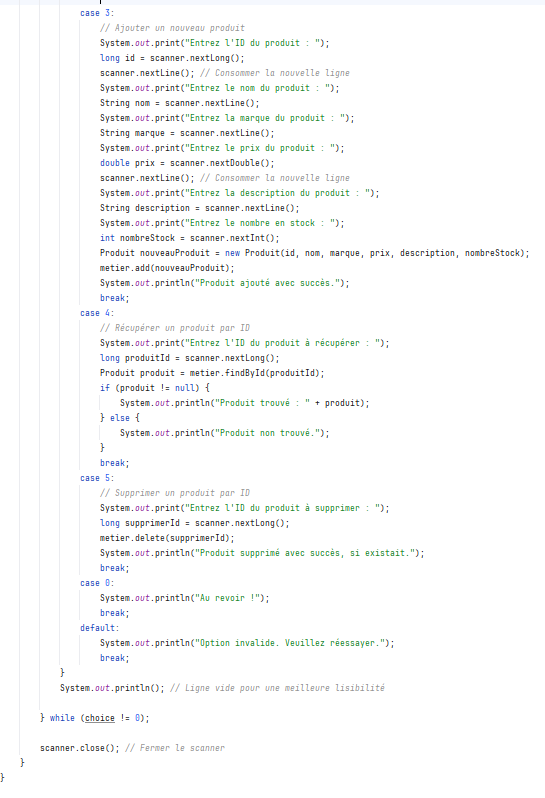 case 3:
// Ajouter un nouveau produit
System.out.print("Entrez l'ID du produit : ");
long id = scanner.nextLong();
scanner.nextLine(); // Consommer la nouvelle ligne
System.out.print("Entrez le nom du produit : ");
String nom = scanner.nextLine();
System.out.print("Entrez la marque du produit : ");
String marque = scanner.nextLine();
System.out.print("Entrez le prix du produit : ");
double prix = scanner.nextDouble();
scanner.nextLine(); // Consommer la nouvelle ligne
System.out.print("Entrez la description du produit : ");
String description = scanner.nextLine();
System.out.print("Entrez le nombre en stock : ");
int nombreStock = scanner.nextInt();
Produit nouveauProduit = new Produit(id, nom, marque, prix, description, nombreStock);
metier.add(nouveauProduit);
System.out.println("Produit ajouté avec succès.");
break;
case 4:
// Récupérer un produit par ID
System.out.print("Entrez l'ID du produit à récupérer : ");
long produitId = scanner.nextLong();
Produit produit = metier.findById(produitId);
if (produit != null) {
System.out.println("Produit trouvé : " + produit);
} else {
System.out.println("Produit non trouvé.");
}
break;
case 5:
// Supprimer un produit par ID
System.out.print("Entrez l'ID du produit à supprimer : ");
long supprimerId = scanner.nextLong();
metier.delete(supprimerId);
System.out.println("Produit supprimé avec succès, si existait.");
break;
case 0:
System.out.println("Au revoir !");
break;
default:
System.out.println("Option invalide. Veuillez réessayer.");
break;
}
System.out.println(); // Ligne vide pour une meilleure lisibilité
} while (choice != 0);
scanner.close(); // Fermer le scanner
}
}